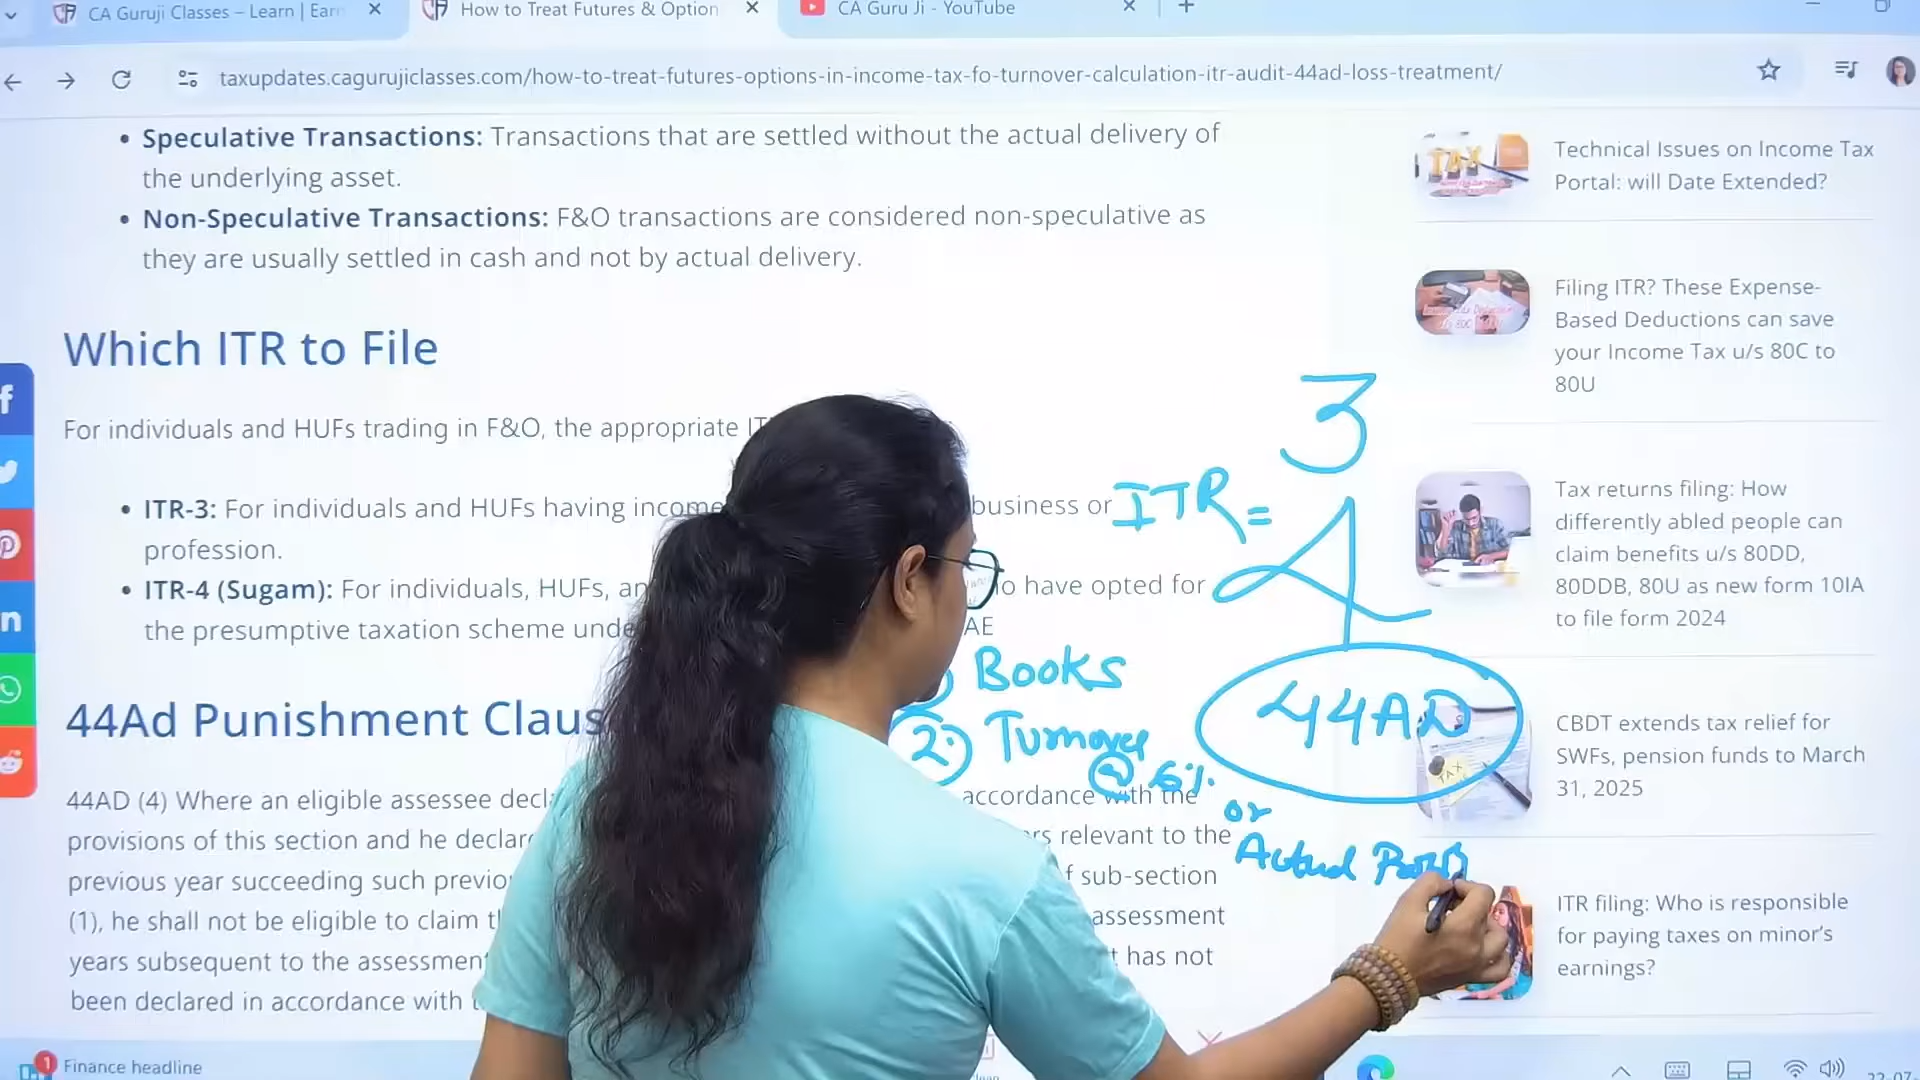 CA Guruji Classes – Learn | Earn
How to Treat Futures & Option
CA Guru Ji - YouTube
taxupdates.cagurujiclasses.com/how-to-treat-futures-options-in-income-tax-fo-turnover-calculation-itr-audit-44ad-loss-treatment/
• Speculative Transactions: Transactions that are settled without the actual delivery of
the underlying asset.
• Non-Speculative Transactions: F&O transactions are considered non-speculative as
they are usually settled in cash and not by actual delivery.
Which ITR to File
For individuals and HUFs trading in F&O, the appropriate
• ITR-3: For individuals and HUFs having income business or
profession.
• ITR-4 (Sugam): For individuals, HUFs, have opted for
the presumptive taxation scheme AE
44Ad Punishment
44AD (4) Where an eligible assessee accordance with the
provisions of this section and he relevant to the
previous year succeeding such sub-section
(1), he shall not be eligible to claim assessment
years subsequent to the has not
been declared in accordance with
3
ITR =
4
Books
2. Turnover
@ 6%
44AD
or
Actual
Technical Issues on Income Tax
Portal: will Date Extended?
Filing ITR? These Expense-
Based Deductions can save
your Income Tax u/s 80C to
80U
Tax returns filing: How
differently abled people can
claim benefits u/s 80DD,
80DDB, 80U as new form 10IA
to file form 2024
CBDT extends tax relief for
SWFs, pension funds to March
31, 2025
ITR filing: Who is responsible
for paying taxes on minor's
earnings?
TAX
1
Finance headline